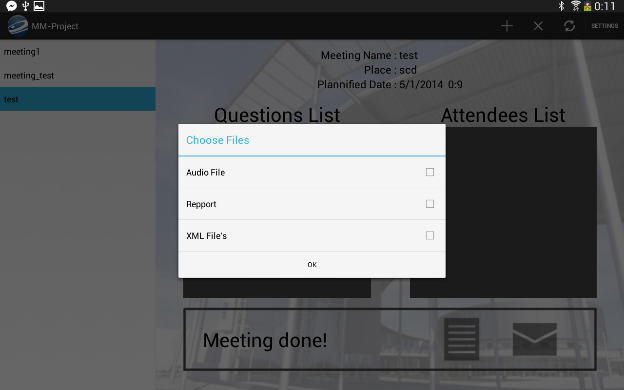 0:11
MM-Project
SETTINGS
meeting1
meeting_test
test
Meeting Name : test
Place : scd
Plannified Date : 5/1/2014 0:9
Questions List
Attendees List
Choose Files
Audio File
Repport
XML File's
OK
Meeting done!